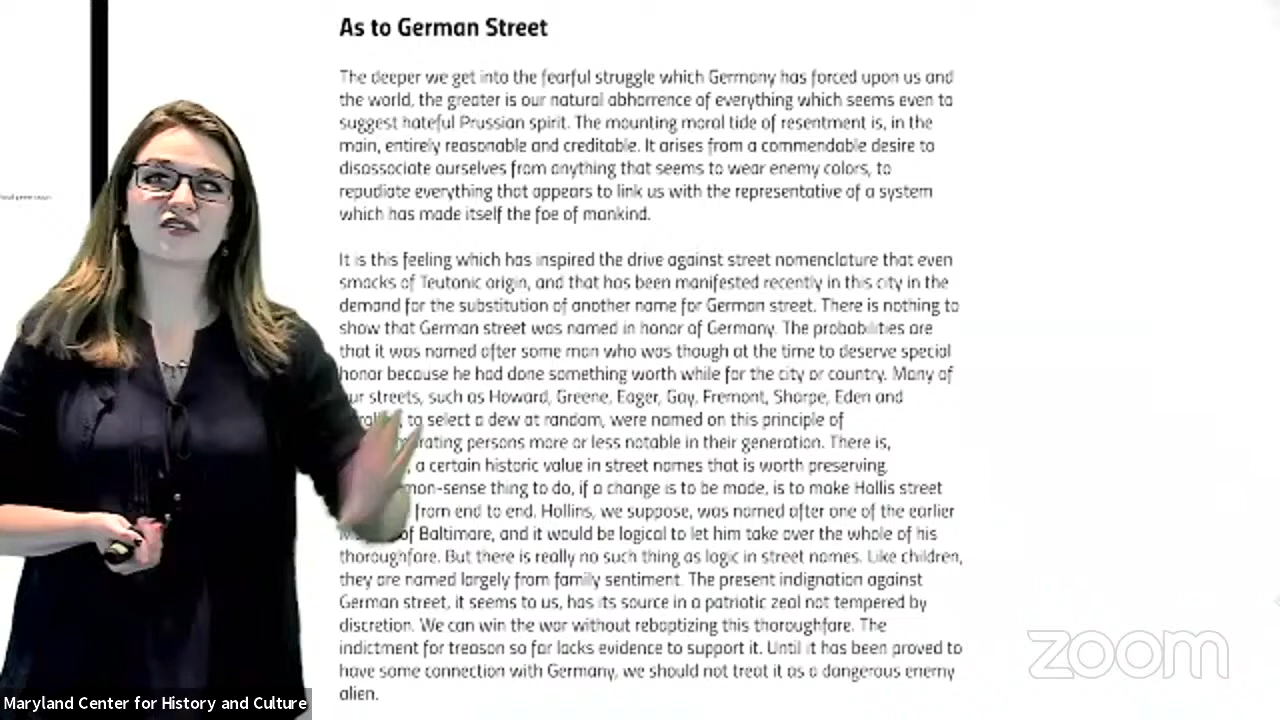 As to German Street
The deeper we get into the fearful struggle which Germany has forced upon us and
the world, the greater is our natural abhorrence of everything which seems even to
suggest hateful Prussian spirit. The mounting moral tide of resentment is, in the
main, entirely reasonable and creditable. It arises from a commendable desire to
disassociate ourselves from anything that seems to wear enemy colors, to
repudiate everything that appears to link us with the representative of a system
which has made itself the foe of mankind.
It is this feeling which has inspired the drive against street nomenclature that even
smacks of Teutonic origin, and that has been manifested recently in this city in the
demand for the substitution of another name for German street. There is nothing to
show that German street was named in honor of Germany. The probabilities are
that it was named after some man who was though at the time to deserve special
honor because he had done something worth while for the city or country. Many of
streets, such as Howard, Greene, Eager, Gay, Fremont, Sharpe, Eden and
to select a dew at random, were named on this principle of
persons more or less notable in their generation. There is,
a certain historic value in street names that is worth preserving.
thing to do, if a change is to be made, is to make Hallis street
from end to end. Hollins, we suppose, was named after one of the earlier
of Baltimore, and it would be logical to let him take over the whole of his
thoroughfare. But there is really no such thing as logic in street names. Like children,
they are named largely from family sentiment. The present indignation against
German street, it seems to us, has its source in a patriotic zeal not tempered by
discretion. We can win the war without rebaptizing this thoroughfare. The
indictment for treason so far lacks evidence to support it. Until it has been proved to
have some connection with Germany, we should not treat it as a dangerous enemy
alien.
zoom
Maryland Center for History and Culture